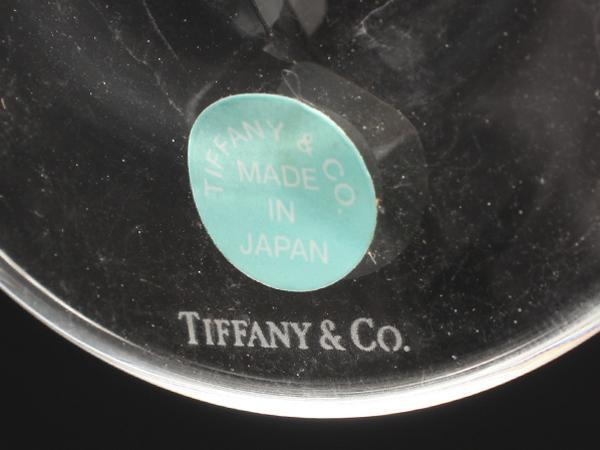 TIFFANY & CO.
MADE
IN
JAPAN
TIFFANY & CO.